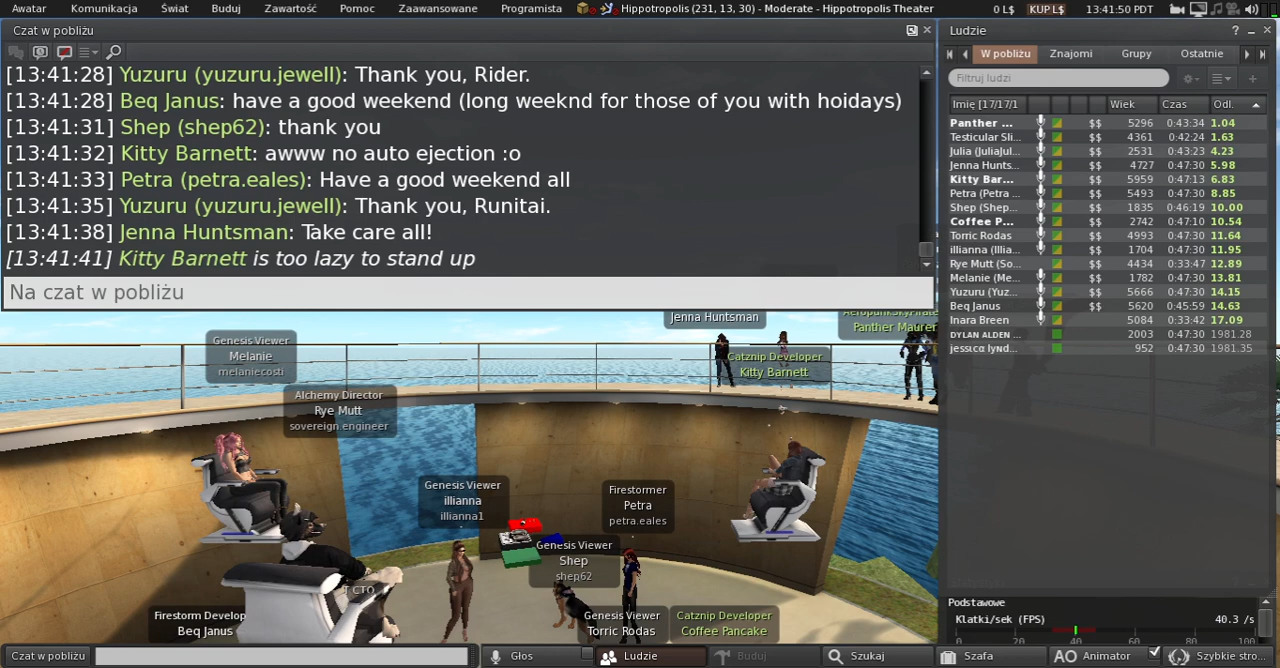 Awatar Komunikacja Świat Buduj Zawartość Pomoc Zaawansowane Programista Hippotropolis (231, 13, 30) - Moderate - Hippotropolis Theater 0 L$ KUP L$ 13:41:50 PDT
Czat w pobliżu
[13:41:28] Yuzuru (yuzuru.jewell): Thank you, Rider.
[13:41:28] Beq Janus: have a good weekend (long weeknd for those of you with hoidays)
[13:41:31] Shep (shep62): thank you
[13:41:32] Kitty Barnett: awww no auto ejection :o
[13:41:33] Petra (petra.eales): Have a good weekend all
[13:41:35] Yuzuru (yuzuru.jewell): Thank you, Runitai.
[13:41:38] Jenna Huntsman: Take care all!
[13:41:41] Kitty Barnett is too lazy to stand up
Na czat w pobliżu
Ludzie
W pobliżu Znajomi Grupy Ostatnie
Filtruj ludzi
Imię [17/17/1 Wiek Czas Odl.
Panther ... 5296 0:43:34 1.04
Testicular Sli... $$ 4361 0:42:24 1.63
Julia (JuliaJul... $$ 2531 0:43:23 4.23
Jenna Hunts... $$ 4727 0:47:30 5.98
Kitty Bar... $$ 5959 0:47:13 6.83
Petra (Petra ... $$ 5493 0:47:30 8.85
Shep (Shep... $$ 1835 0:46:19 10.00
Coffee P... $$ 2742 0:47:10 10.54
Torric Rodas $$ 4993 0:47:30 11.64
illianna (Illia... $$ 1704 0:47:30 11.95
Rye Mutt (So... $$ 4434 0:33:47 12.89
Melanie (Me... $$ 1782 0:47:30 13.81
Yuzuru (Yuz... $$ 5666 0:47:30 14.15
Beq Janus $$ 5620 0:45:59 14.63
Inara Breen 5084 0:33:42 17.09
DYLAN ALDEN ... 2003 0:47:30 1981.28
952 0:47:30 1981.35
Jenna Huntsman
Panther Maurer
Genesis Viewer
Melanie
melaniecosti
Catznip Developer
Kitty Barnett
Alchemy Director
Rye Mutt
sovereign engineer
Genesis Viewer
illianna
illianna1
Firestormer
Petra
petra.eales
Genesis Viewer
Shep
shep62
CTO
Firestorm Develop
Beq Janus
Genesis Viewer
Torric Rodas
Catznip Developer
Coffee Pancake
Podstawowe
Klatki/sek (FPS) 40.3 /s
0 20 40 60 80 100
Czat w pobliżu Głos Ludzie Buduj Szukaj Szafa AO Animator Szybkie stro...